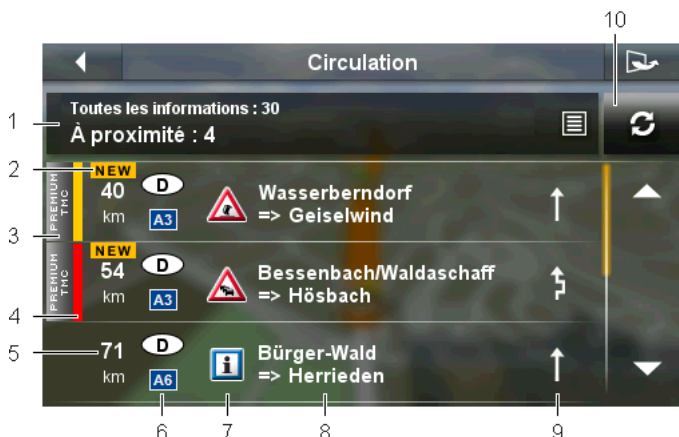 10
Circulation
1
Toutes les informations : 30
À proximité : 4
2
NEW
PREMIUM
TMC
40
km
D
A3
Wasserberndorf
=> Geiselwind
3
NEW
PREMIUM
TMC
54
km
D
A3
Bessenbach/Waldaschaff
=> Hösbach
4
5
71
km
D
A6
i
Bürger-Wald
=> Herrieden
6 7 8 9